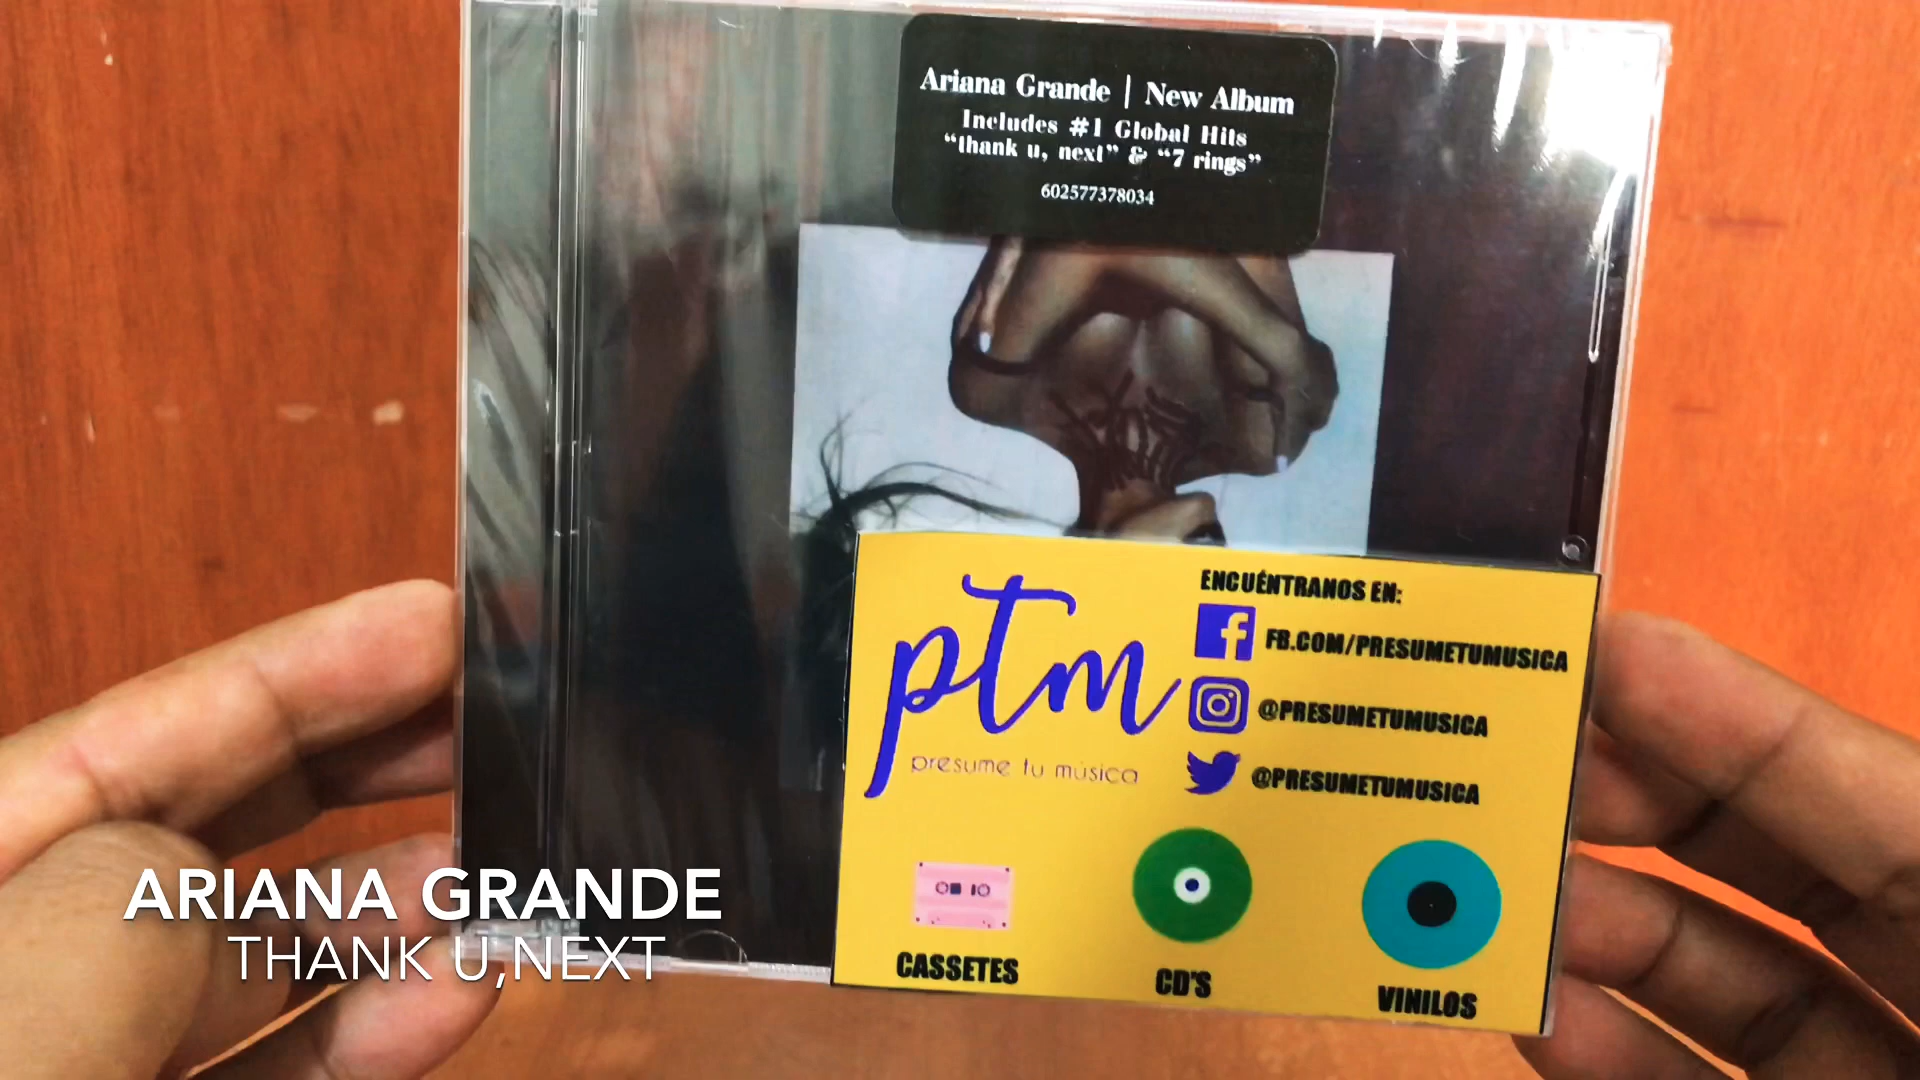 Ariana Grande | New Album
Includes #1 Global Hits
“thank u, next” & “7 rings”
602577378034
ptm
presume tu música
ENCUÉNTRANOS EN:
FB.COM/PRESUMETUMUSICA
@PRESUMETUMUSICA
@PRESUMETUMUSICA
CASSETES
CD'S
VINILOS
ARIANA GRANDE
THANK U,NEXT